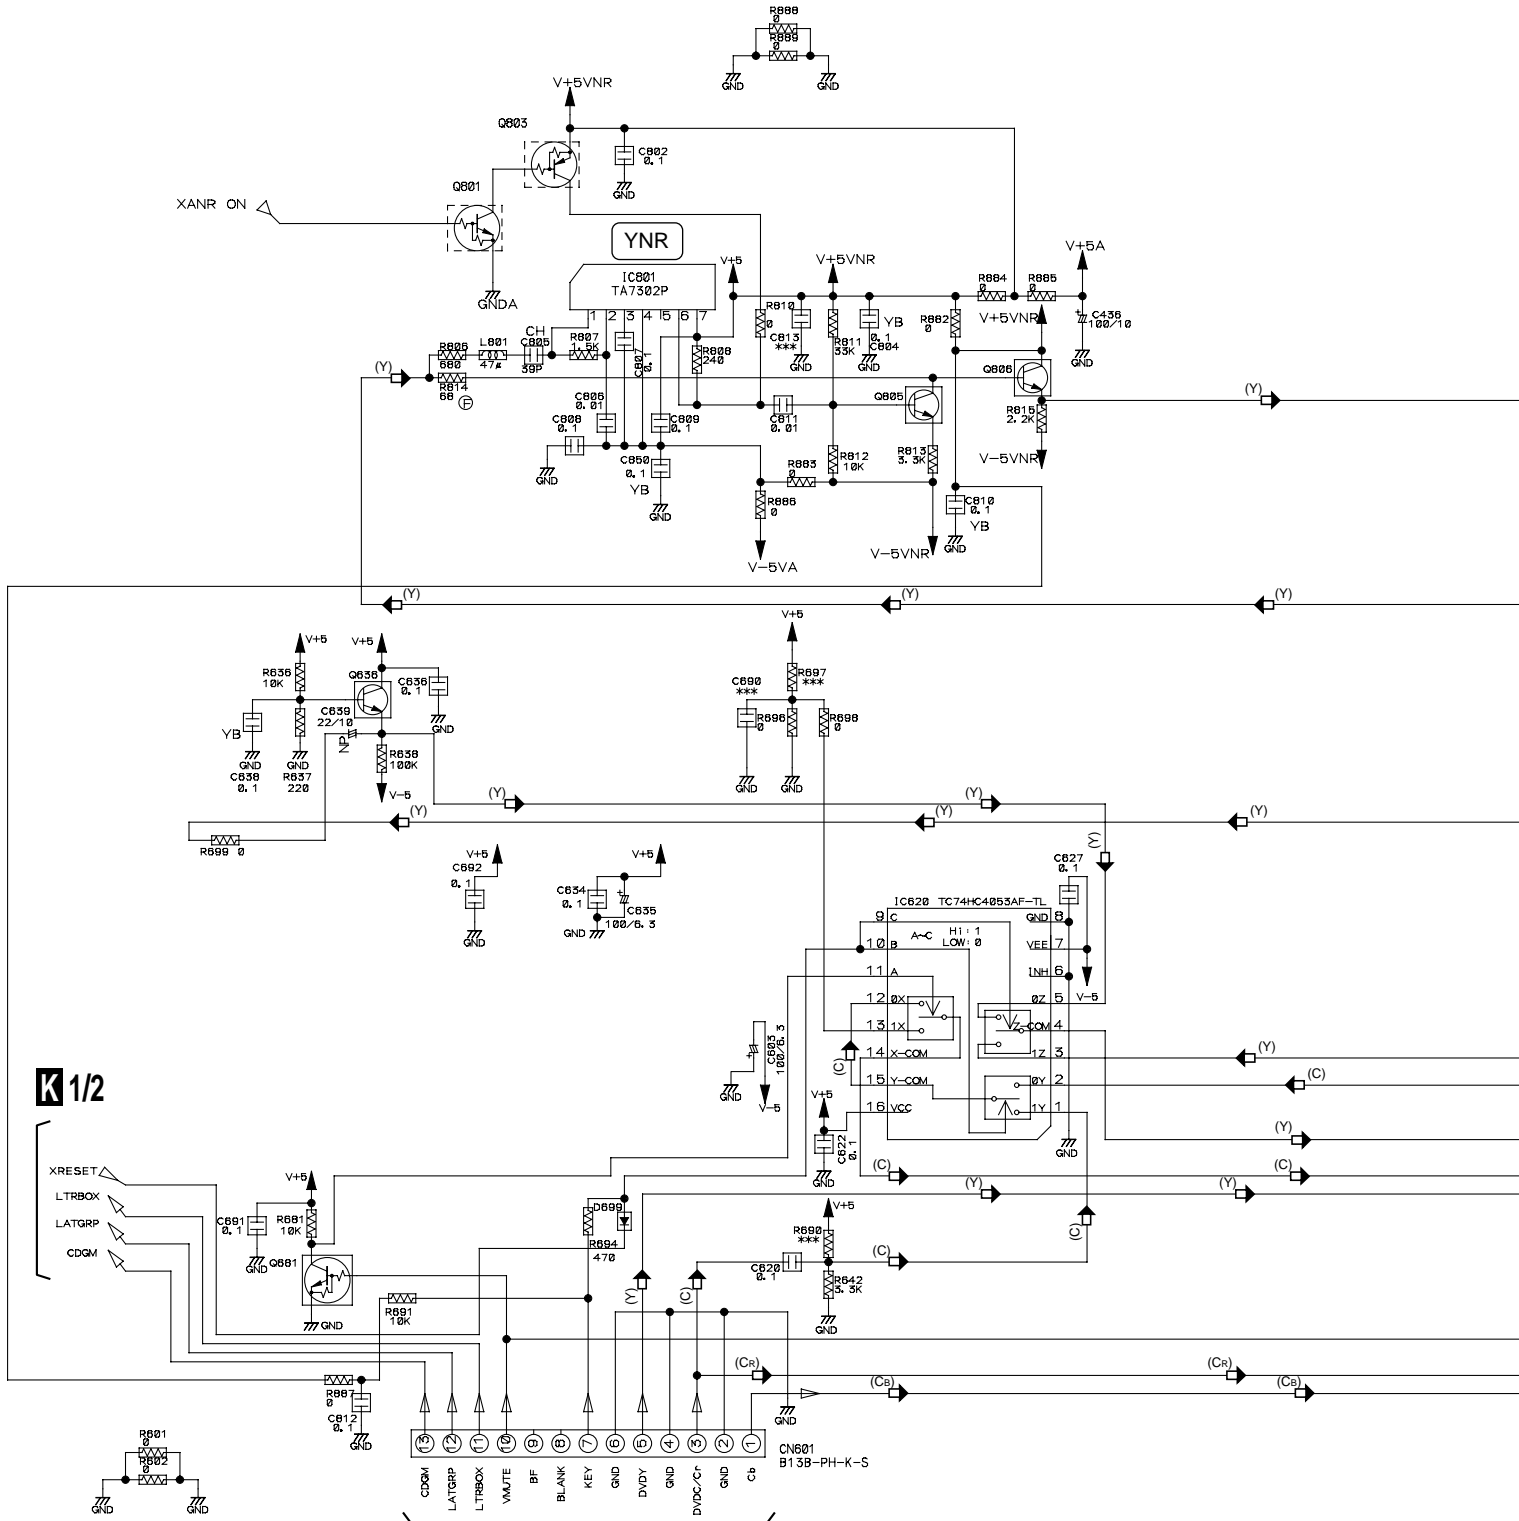 R888
0
R889
0
GND
GND
V+5VNR
Q803
C802
0.1
GND
Q801
XANR ON
GNDA
YNR
IC801
TA7302P
1 2 3 4 5 6 7
V+5
V+5VNR
V+5A
R884
0
R885
0
R810
0
C813
***
GND
R811
33K
YB
0.1
C804
GND
R882
0
V+5VNR
C436
100/10
GND
CH
C805
39P
R806
680
L801
47μ
R807
1.5K
C807
0.1
R808
240
(Y)
R814
68
F
C806
0.01
C808
0.1
C809
0.1
C811
0.01
Q805
Q806
R815
2.2K
(Y)
V-5VNR
GND
C850
0.1
YB
GND
R883
0
R812
10K
R813
3.3K
R886
0
C810
0.1
YB
GND
V-5VNR
V-5VA
(Y)
(Y)
(Y)
V+5
V+5
V+5
R636
10K
Q636
C636
0.1
GND
C639
22/10
NP
YB
GND
C638
0.1
GND
R637
220
R638
100K
V-5
C690
***
R697
***
R696
0
R698
0
GND
GND
(Y)
(Y)
(Y)
(Y)
(Y)
R699 0
(Y)
C692
0.1
V+5
GND
C634
0.1
V+5
C635
100/6.3
GND
C627
0.1
IC620 TC74HC4053AF-TL
9 C
10 B
11 A
12 0X
13 1X
14 X-COM
15 Y-COM
16 VCC
A~C
Hi:1
LOW:0
GND 8
VEE 7
INH 6
0Z 5
Z-COM 4
1Z 3
0Y 2
1Y 1
V-5
(C)
C603
100/6.3
GND
V-5
(Y)
(C)
V+5
C622
0.1
GND
GND
(Y)
(C)
(C)
(Y)
(Y)
K 1/2
XRESET
LTRBOX
LATGRP
CDGM
V+5
C691
0.1
GND
R681
10K
Q681
GND
D699
R694
470
V+5
R690
***
C620
0.1
R642
3.3K
GND
(C)
(C)
(Y)
(C)
R691
10K
(CR)
(CR)
(CB)
(CB)
R887
0
C812
0.1
GND
GND
R601
0
R602
0
GND
GND
13 12 11 10 9 8 7 6 5 4 3 2 1
CN601
B13B-PH-K-S
CDGM
LATGRP
LTRBOX
VMUTE
BF
BLANK
KEY
GND
DVDY
GND
DVDC/Cr
GND
Cb